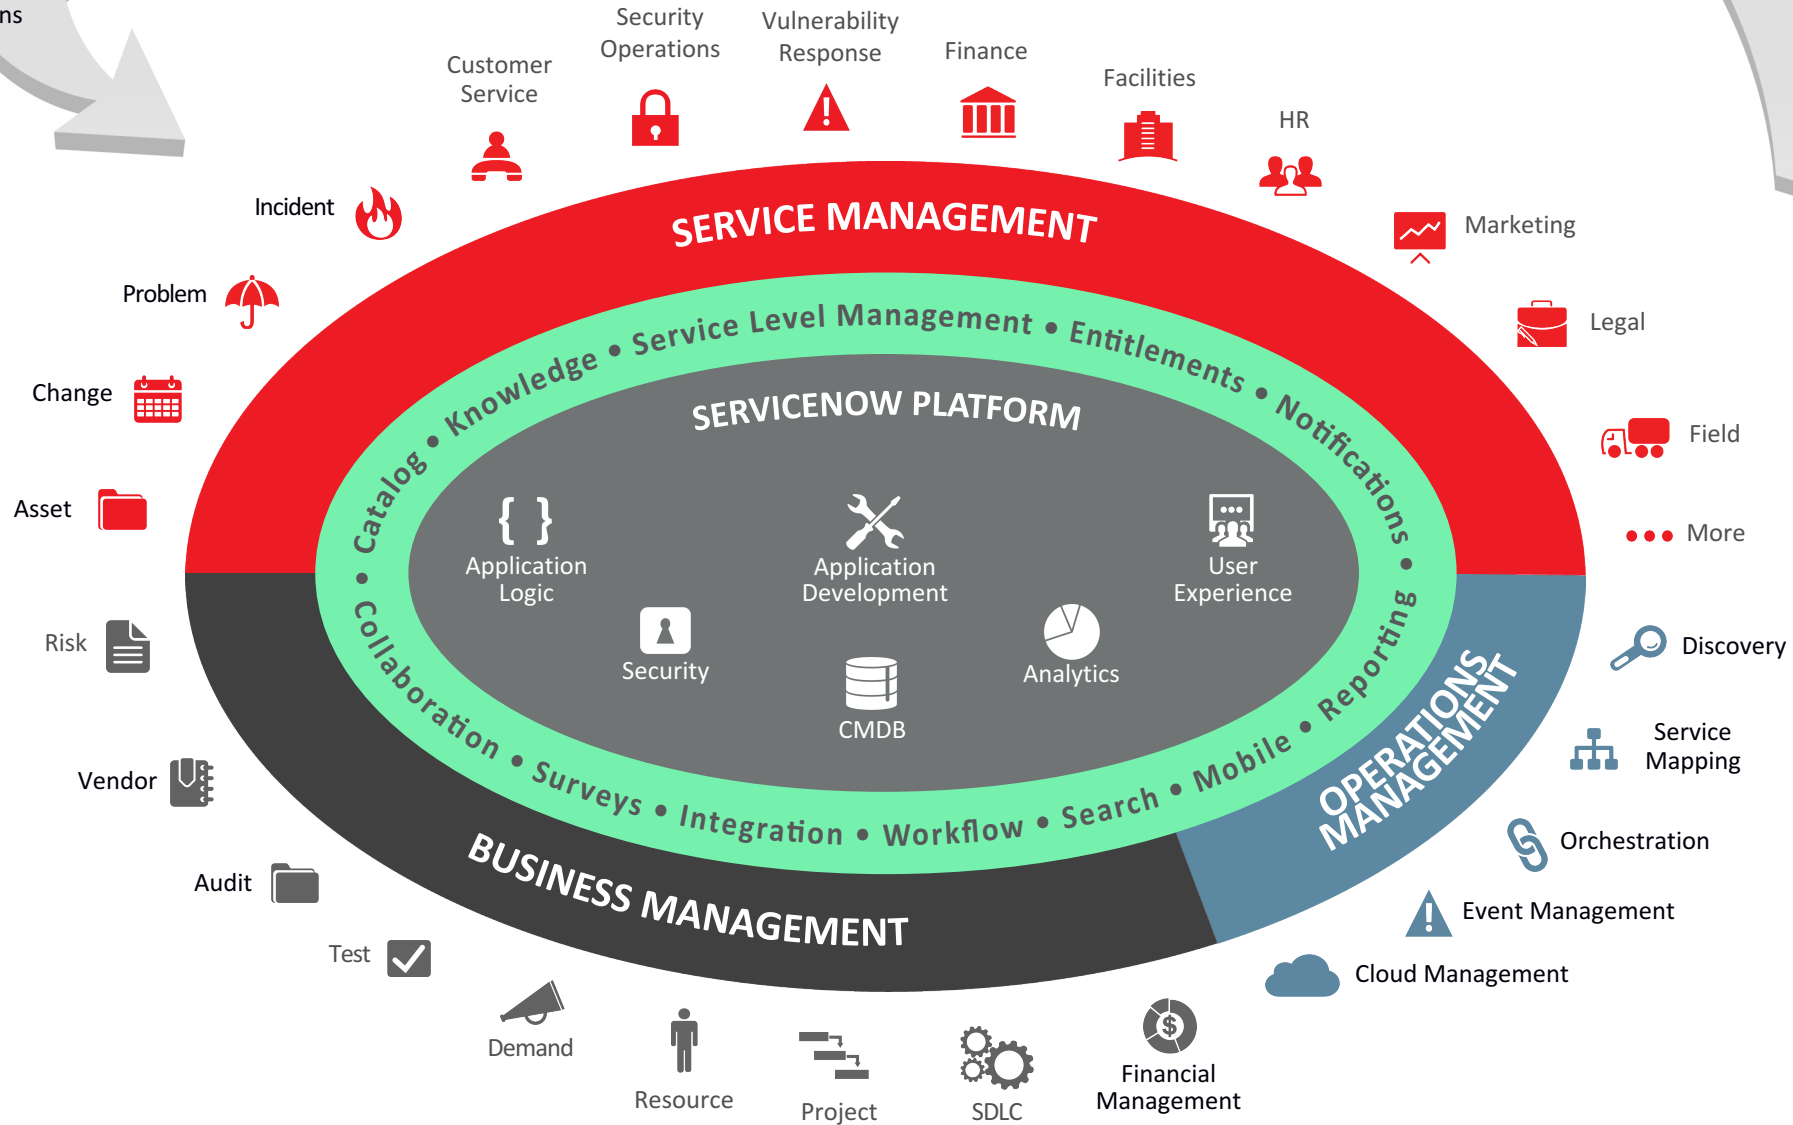 ns
Security
Operations
Vulnerability
Response
Finance
Customer
Service
Facilities
HR
Incident
Marketing
Problem
Legal
Change
Field
Asset
More
SERVICE MANAGEMENT
• Catalog • Knowledge • Service Level Management • Entitlements • Notifications •
SERVICENOW PLATFORM
{ }
Application
Logic
Application
Development
User
Experience
Security
Analytics
CMDB
Collaboration • Surveys • Integration • Workflow • Search • Mobile • Reporting
OPERATIONS
MANAGEMENT
BUSINESS MANAGEMENT
Risk
Discovery
Service
Mapping
Vendor
Orchestration
Audit
Event Management
Test
Cloud Management
Demand
Resource
Project
SDLC
$
Financial
Management